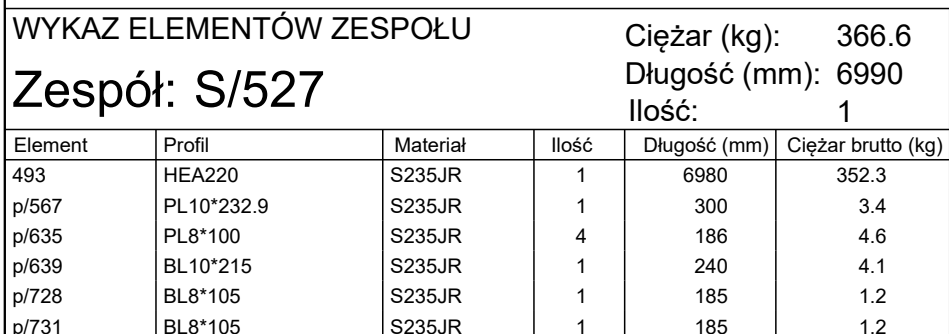 WYKAZ ELEMENTÓW ZESPOŁU
Zespół: S/527
Ciężar (kg): 366.6
Długość (mm): 6990
Ilość: 1
Element Profil Materiał Ilość Długość (mm) Ciężar brutto (kg)
493 HEA220 S235JR 1 6980 352.3
p/567 PL10*232.9 S235JR 1 300 3.4
p/635 PL8*100 S235JR 4 186 4.6
p/639 BL10*215 S235JR 1 240 4.1
p/728 BL8*105 S235JR 1 185 1.2
p/731 BL8*105 S235JR 1 185 1.2